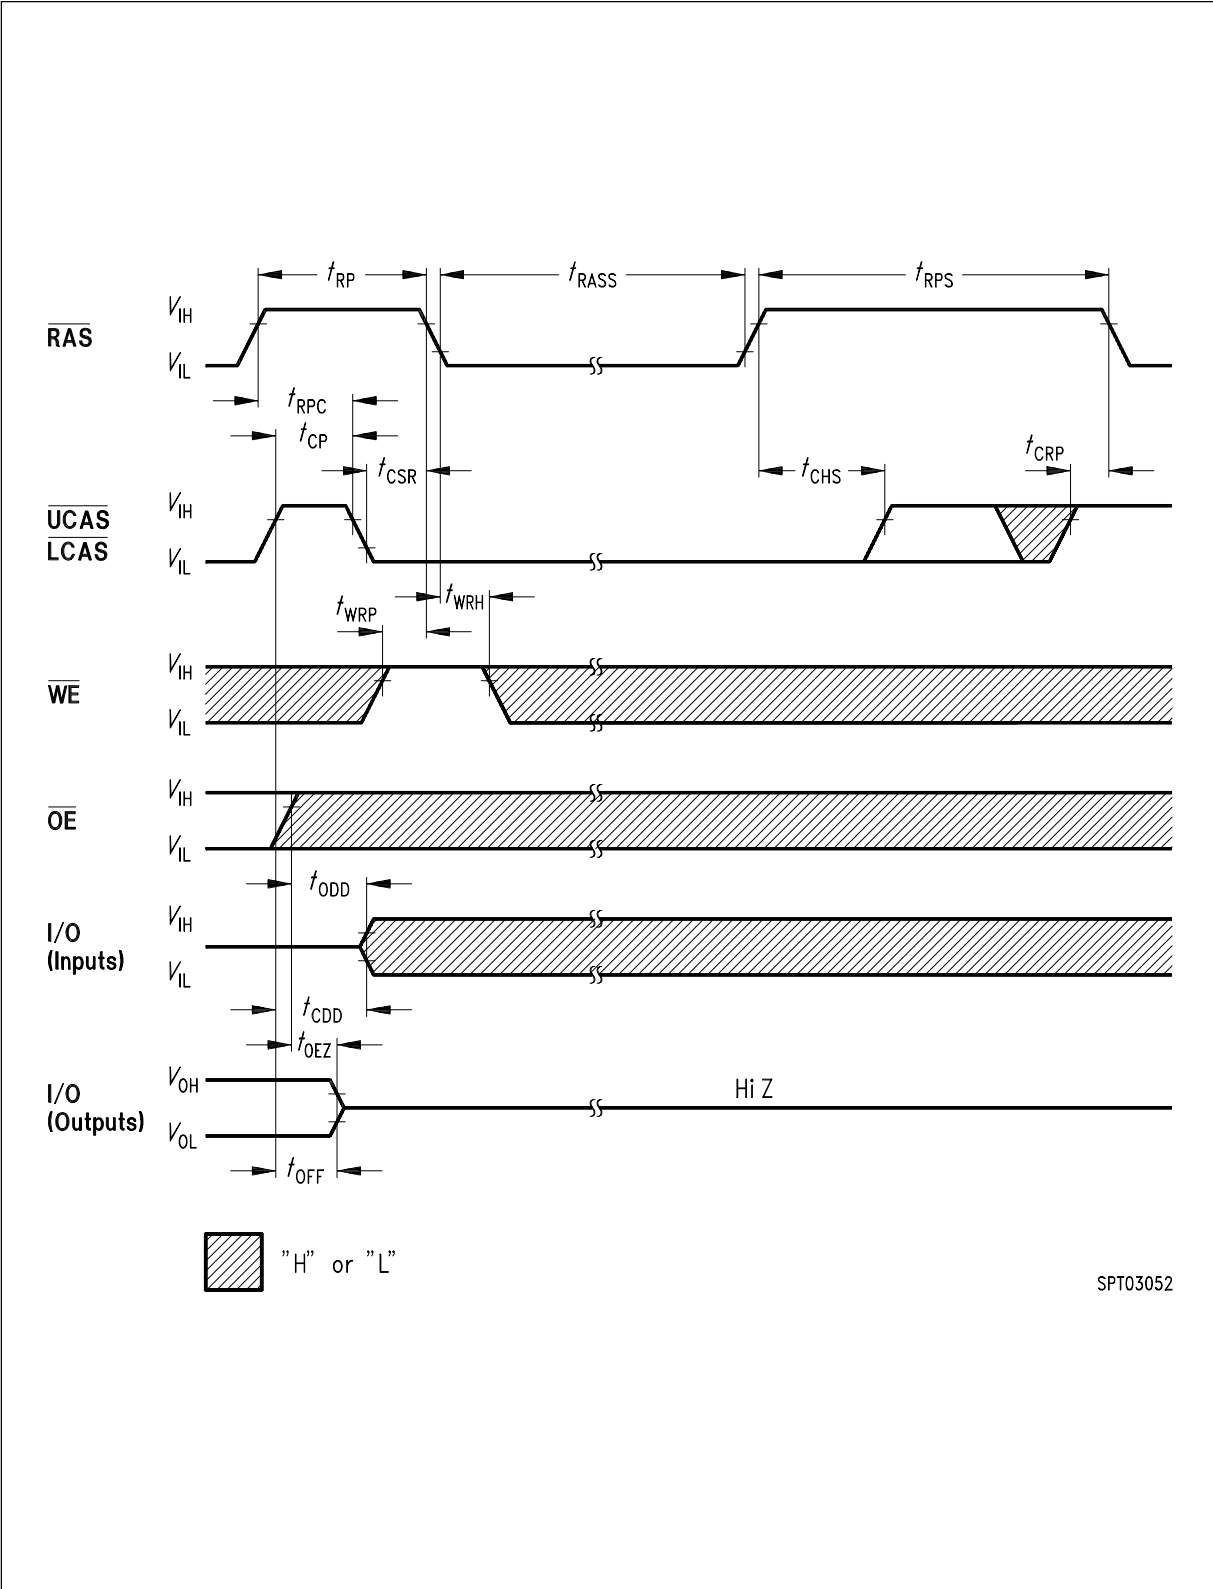 tRP tRASS tRPS
RAS VIH
VIL
tRPC
tCP
tCSR tCHS tCRP
UCAS VIH
LCAS VIL
tWRP tWRH
WE VIH
VIL
OE VIH
VIL
tODD
I/O VIH
(Inputs) VIL
tCDD
tOEZ
I/O VOH Hi Z
(Outputs) VOL
tOFF
"H" or "L"
SPT03052